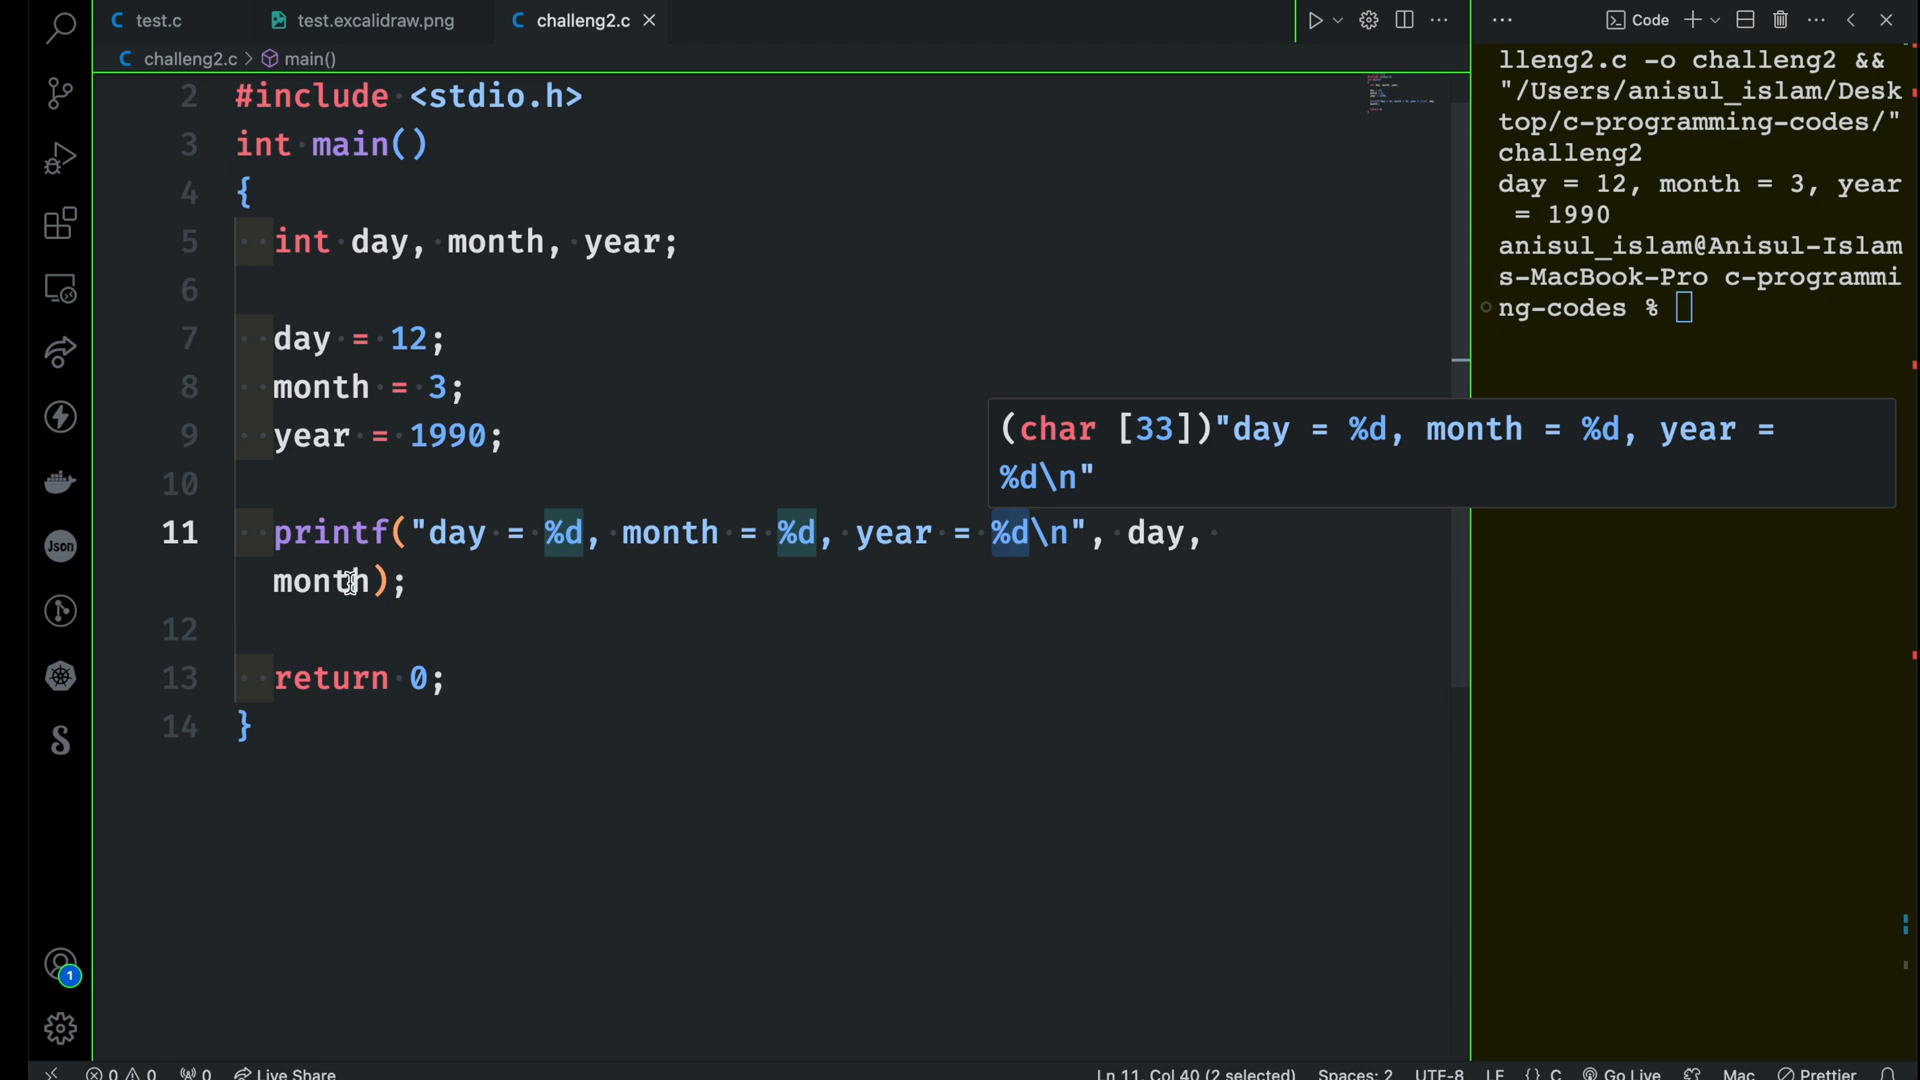 test.c
test.excalidraw.png
challeng2.c
Code
challeng2.c > main()
2 #include <stdio.h>
3 int main()
4 {
5 int day, month, year;
6
7 day = 12;
8 month = 3;
9 year = 1990;
10
11 printf("day = %d, month = %d, year = %d\n", day,
month);
12
13 return 0;
14 }
(char [33])"day = %d, month = %d, year =
%d\n"
lleng2.c -o challeng2 &&
"/Users/anisul_islam/Desk
top/c-programming-codes/"
challeng2
day = 12, month = 3, year
= 1990
anisul_islam@Anisul-Islam
s-MacBook-Pro c-programmi
ng-codes %
Json
1
0 0 0 Live Share
Ln 11, Col 40 (2 selected) Spaces: 2 UTF-8 LF {} C Go Live Mac Prettier